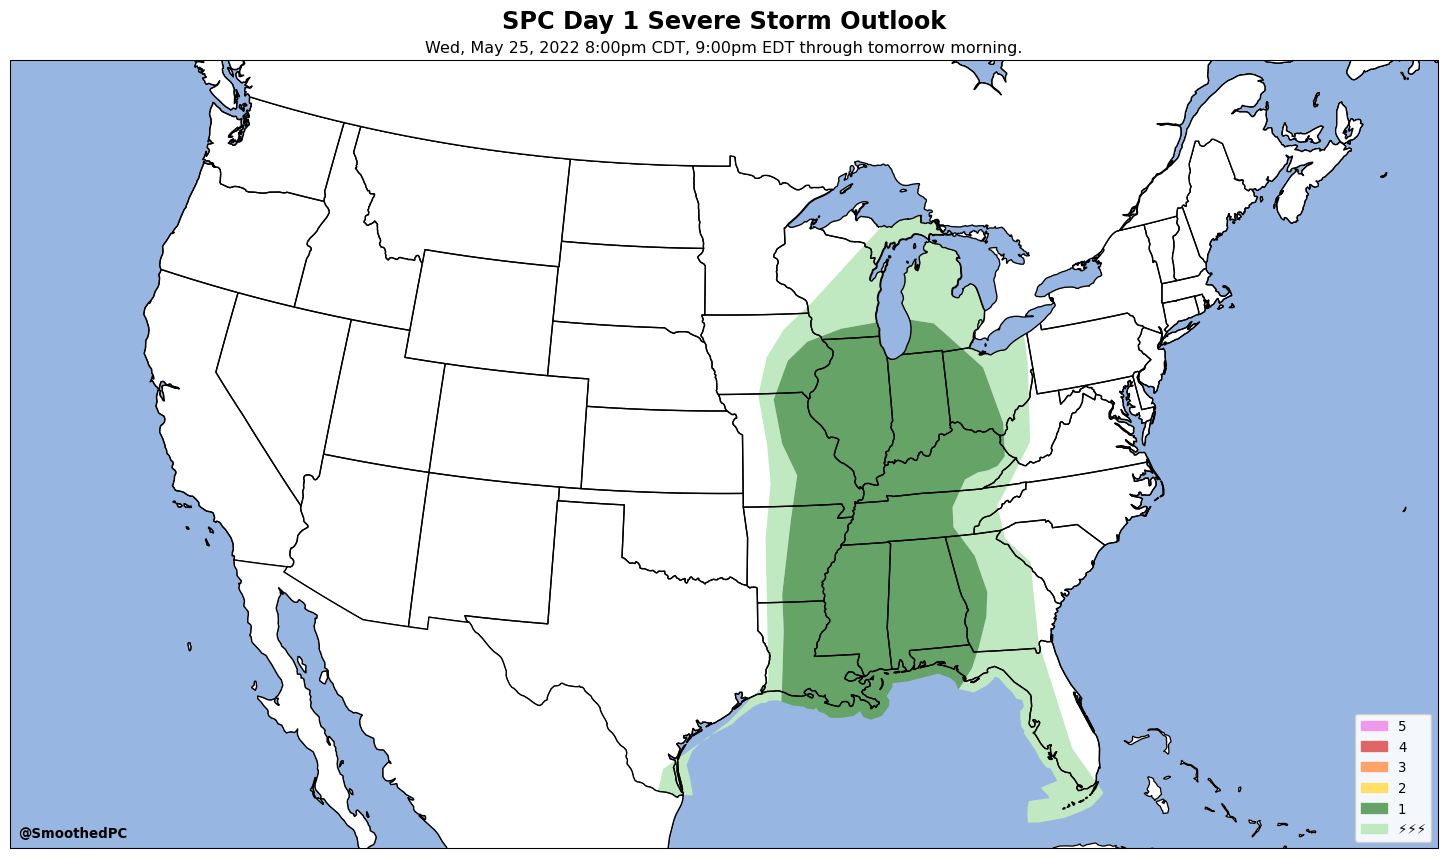 SPC Day 1 Severe Storm Outlook
Wed, May 25, 2022 8:00pm CDT, 9:00pm EDT through tomorrow morning.
5
4
3
2
1
⚡⚡⚡
@SmoothedPC